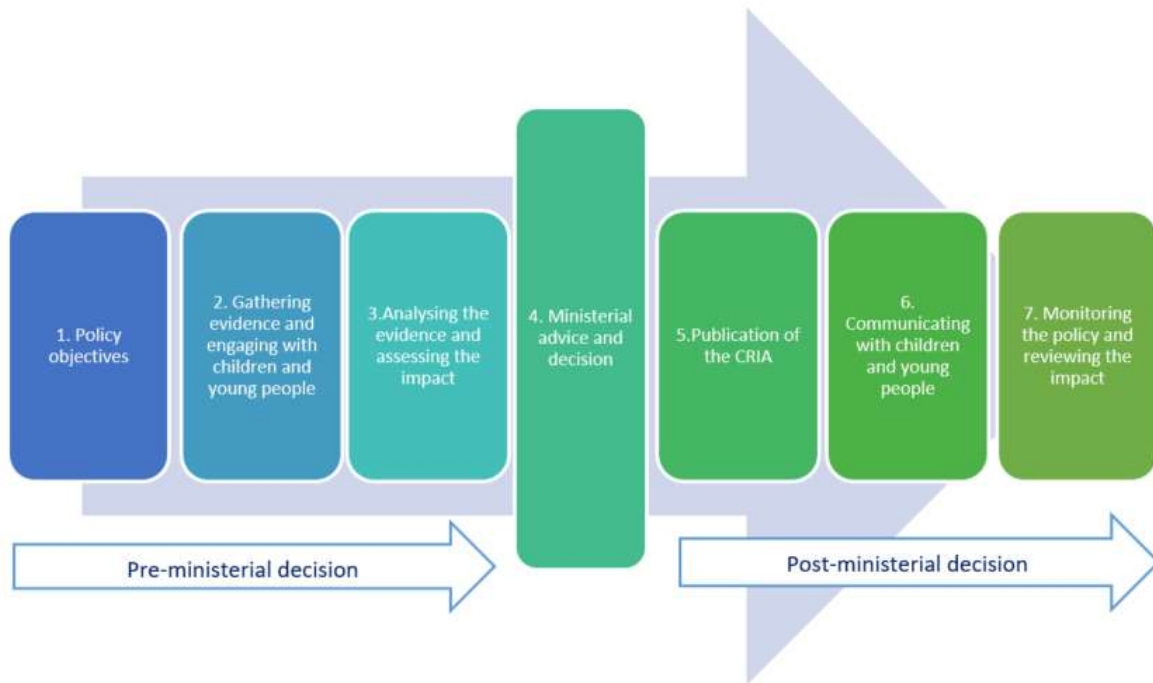 1. Policy
objectives
2. Gathering
evidence and
engaging with
children and
young people
3.Analysing the
evidence and
assessing the
impact
4. Ministerial
advice and
decision
5.Publication of
the CRIA
6.
Communicating
with children
and young
people
7. Monitoring
the policy and
reviewing the
impact
Pre-ministerial decision
Post-ministerial decision